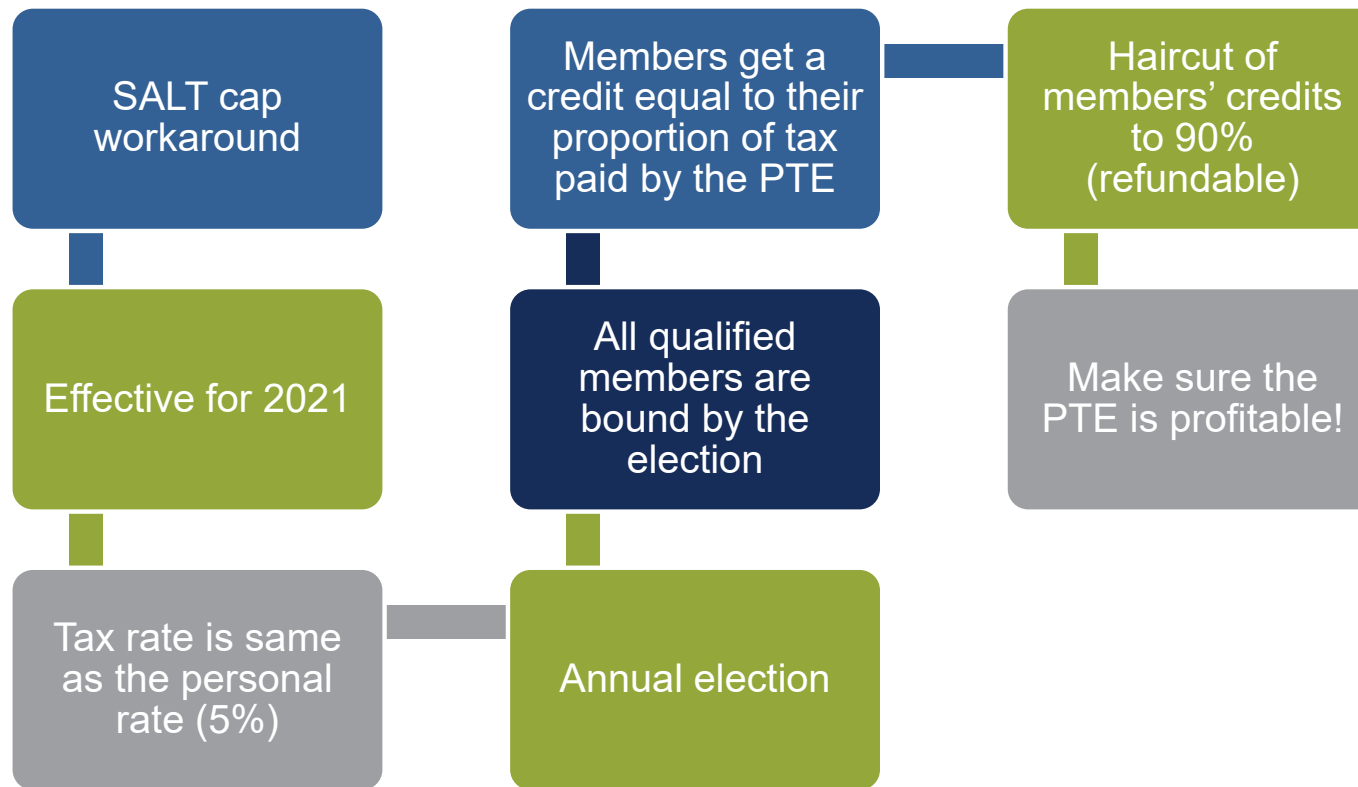 SALT cap
workaround
Effective for 2021
Tax rate is same
as the personal
rate (5%)
Annual election
All qualified
members are
bound by the
election
Members get a
credit equal to their
proportion of tax
paid by the PTE
Haircut of
members’ credits
to 90%
(refundable)
Make sure the
PTE is profitable!